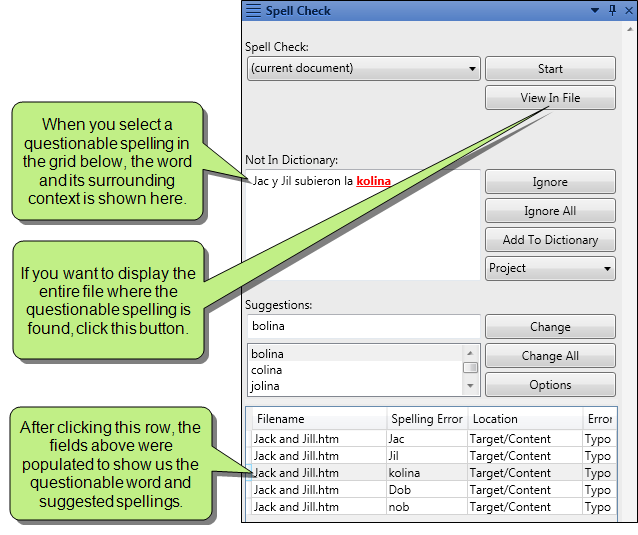 Spell Check
Spell Check:
(current document)
Start
View In File
When you select a
questionable spelling in
the grid below, the word
and its surrounding
context is shown here.
Not In Dictionary:
Jac y Jil subieron la kolina
Ignore
Ignore All
Add To Dictionary
Project
If you want to display the
entire file where the
questionable spelling is
found, click this button.
Suggestions:
bolina
Change
bolina
colina
jolina
Change All
Options
After clicking this row, the
fields above were
populated to show us the
questionable word and
suggested spellings.
Filename Spelling Error Location Error
Jack and Jill.htm Jac Target/Content Typo
Jack and Jill.htm Jil Target/Content Typo
Jack and Jill.htm kolina Target/Content Typo
Jack and Jill.htm Dob Target/Content Typo
Jack and Jill.htm nob Target/Content Typo